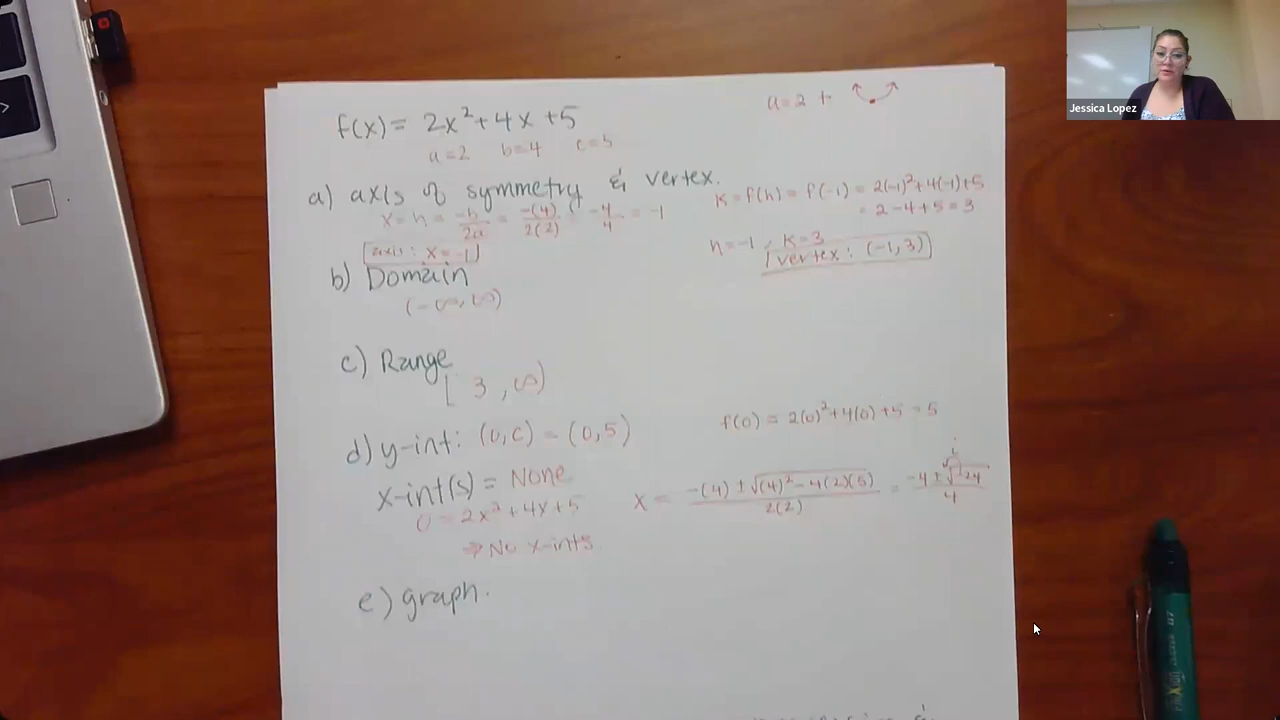 Jessica Lopez
a=2 +
f(x) = 2x²+4x+5
a=2 b=4 c=5
a) axis of symmetry & vertex.
x = h = -b/2a = -(4)/2(2) = -4/4 = -1
axis: x=-1
k=f(h) = f(-1) = 2(-1)²+4(-1)+5
= 2-4+5 = 3
h=-1, k=3
vertex: (-1,3)
b) Domain
(-∞,∞)
c) Range
[3,∞)
d) y-int: (0,c) = (0,5)
f(0) = 2(0)²+4(0)+5 = 5
x-int(s) = None
0 = 2x²+4x+5
⇒ No x-ints.
x = -(4) ± √(4)²-4(2)(5) / 2(2) = -4 ± √-24 / 4
i
e) graph.